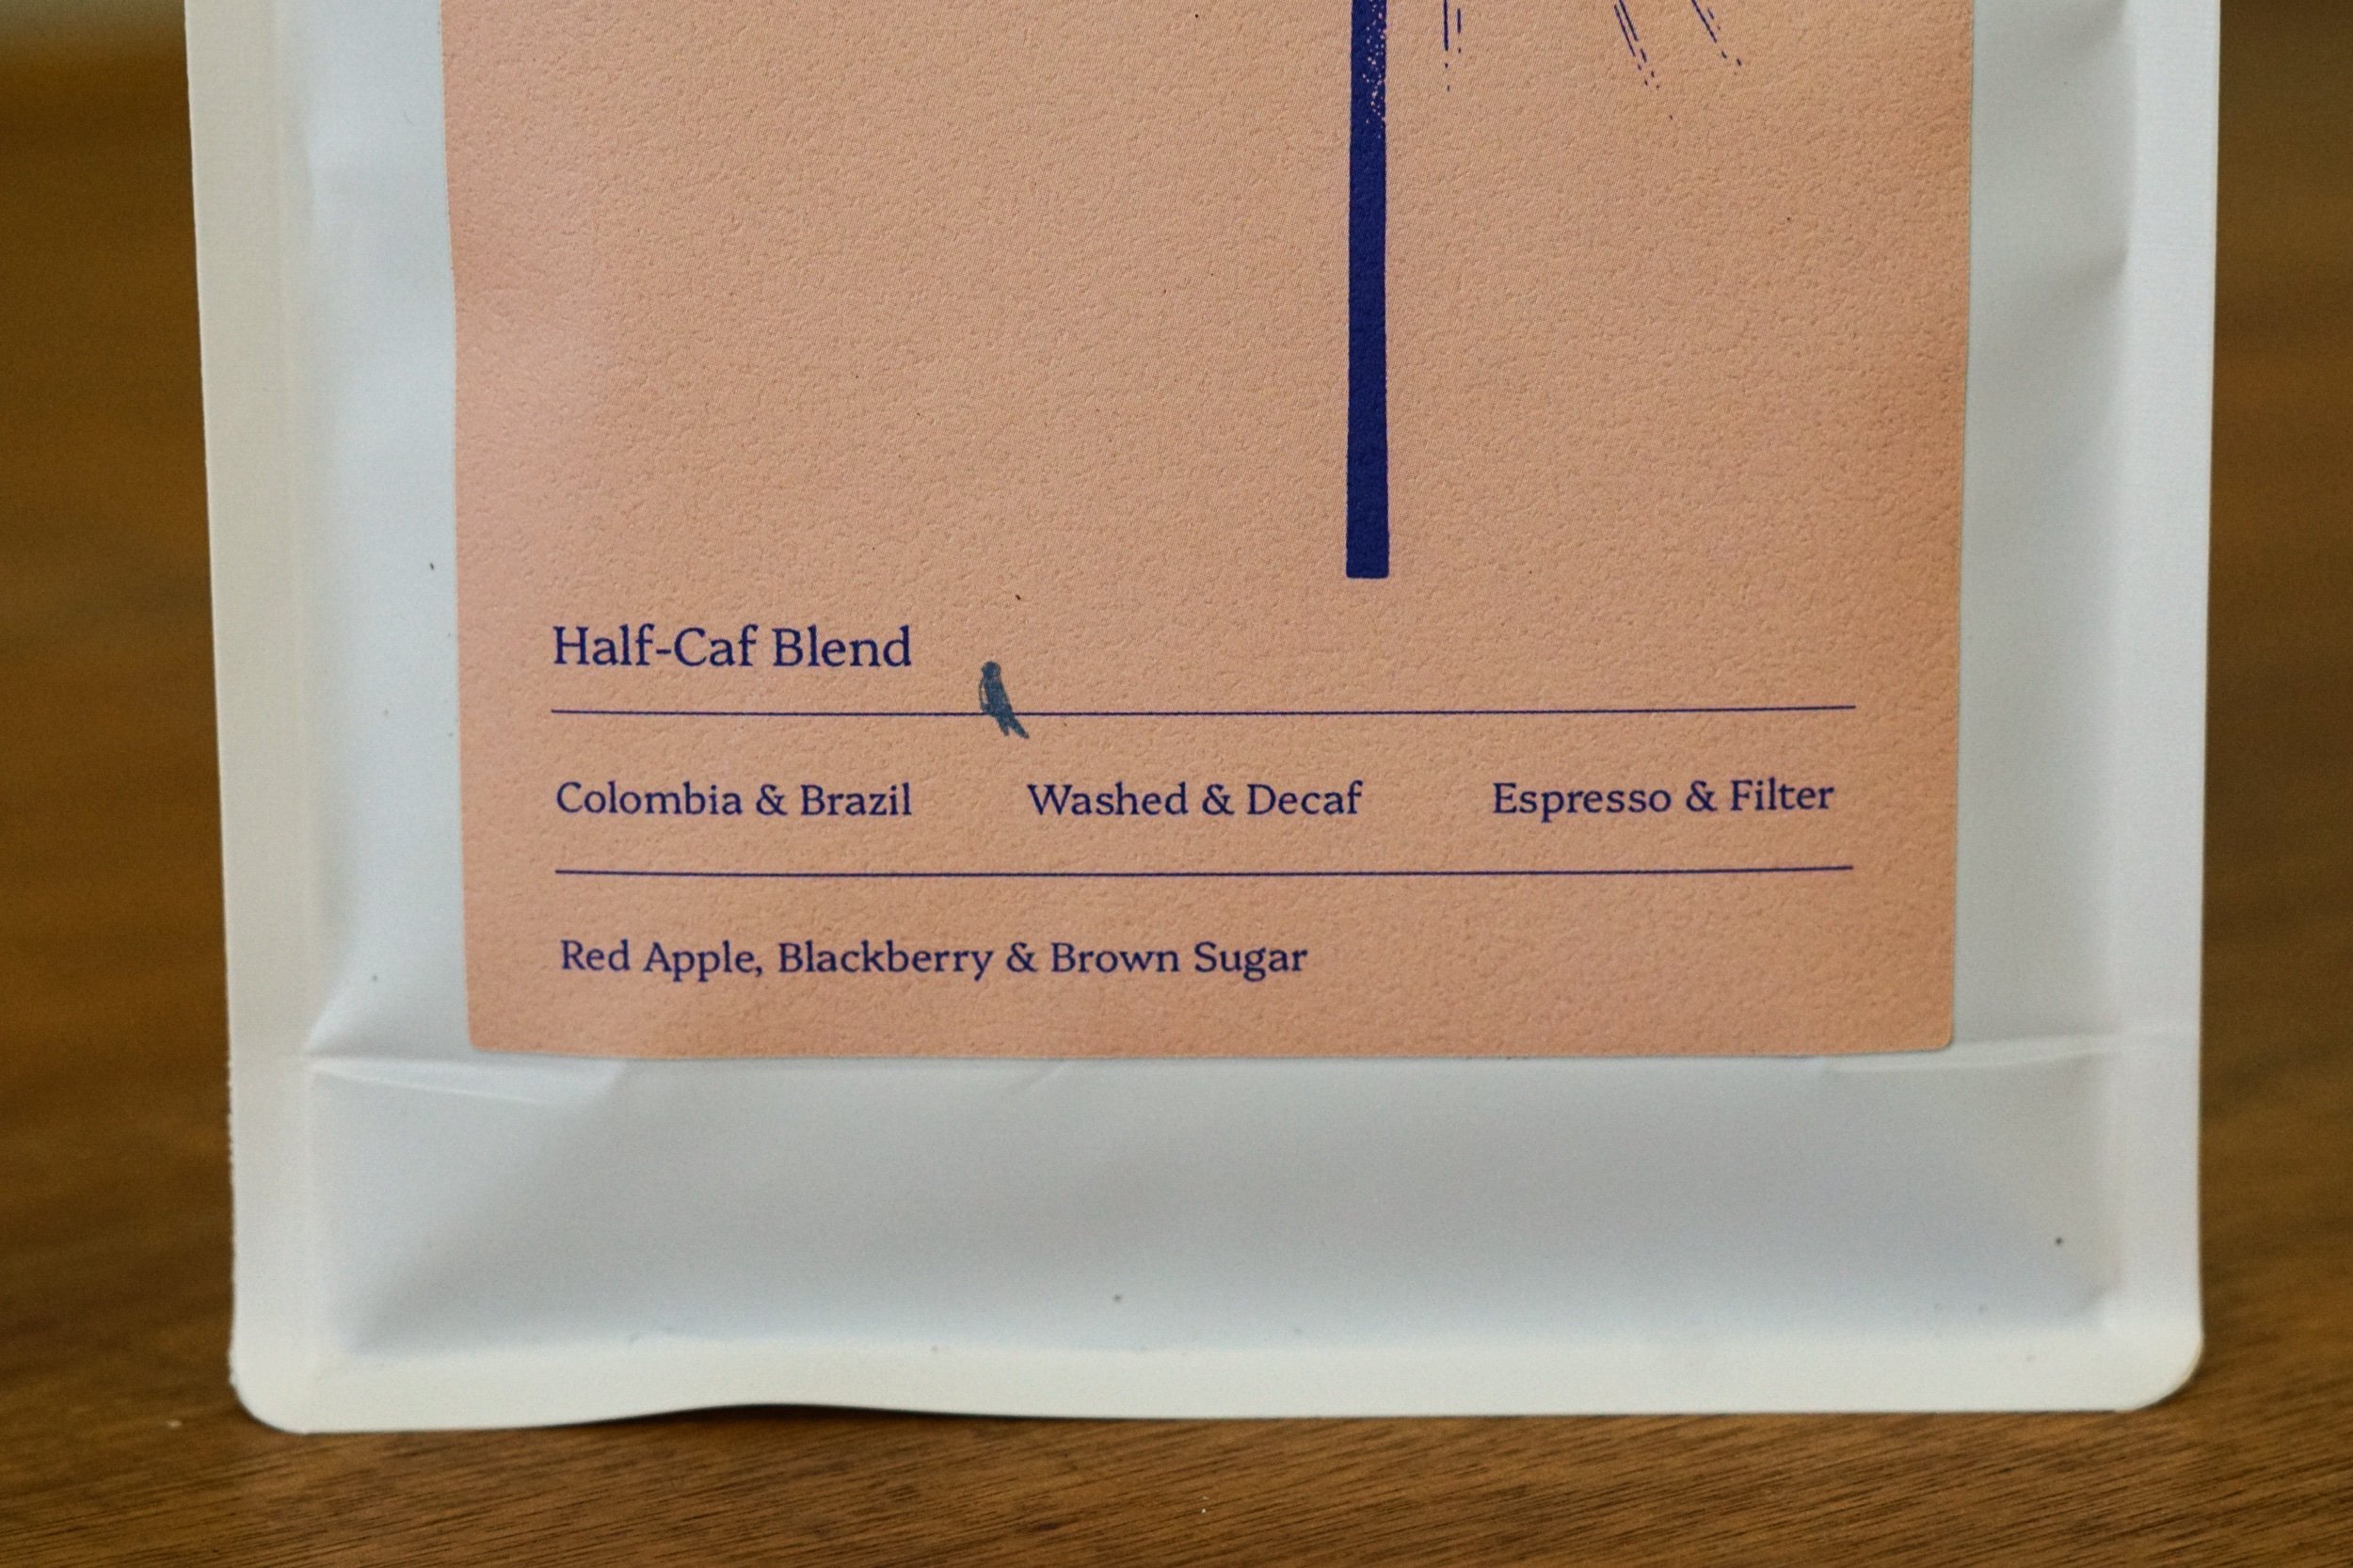 Half-Caf Blend
Colombia & Brazil Washed & Decaf Espresso & Filter
Red Apple, Blackberry & Brown Sugar